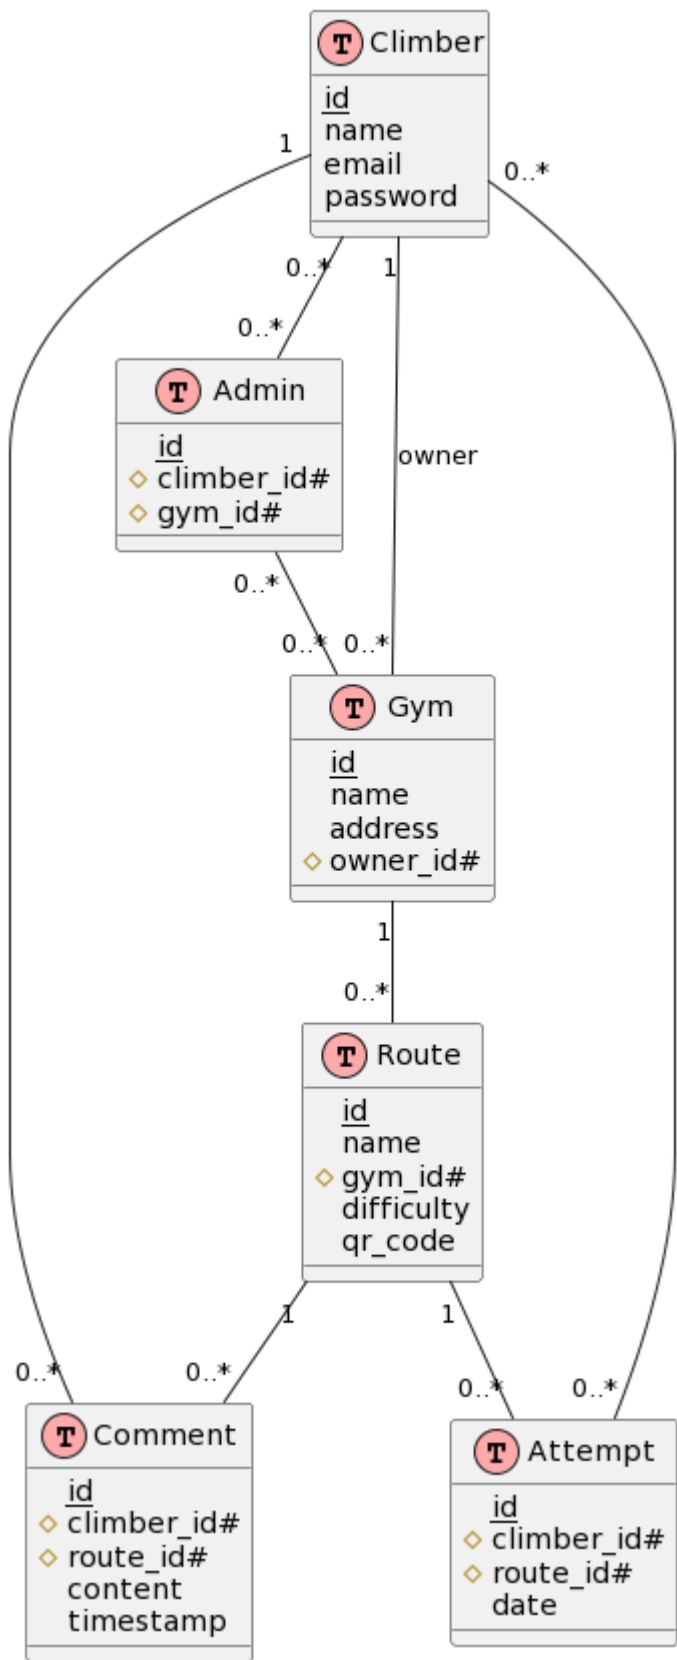 T Climber
id
name
email
password
1
0..*
0..*
1
0..*
T Admin
id
climber_id#
gym_id#
owner
0..*
0..*
0..*
T Gym
id
name
address
owner_id#
1
0..*
T Route
id
name
gym_id#
difficulty
qr_code
1
1
0..*
0..*
0..*
0..*
T Comment
id
climber_id#
route_id#
content
timestamp
T Attempt
id
climber_id#
route_id#
date